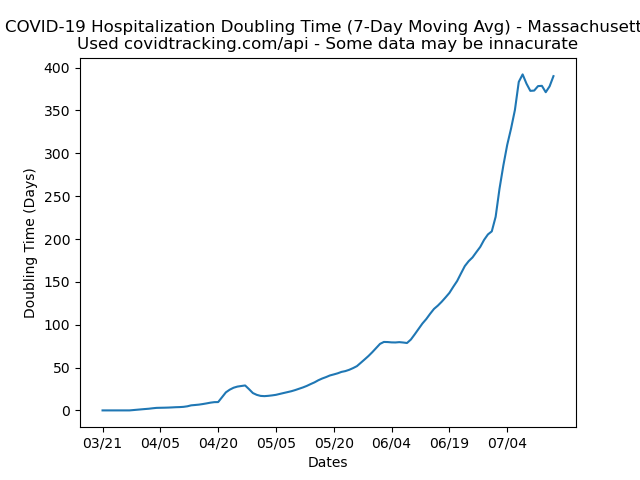 COVID-19 Hospitalization Doubling Time (7-Day Moving Avg) - Massachusett
Used covidtracking.com/api - Some data may be innacurate
400
350
300
250
200
150
100
50
0
Doubling Time (Days)
03/21 04/05 04/20 05/05 05/20 06/04 06/19 07/04
Dates